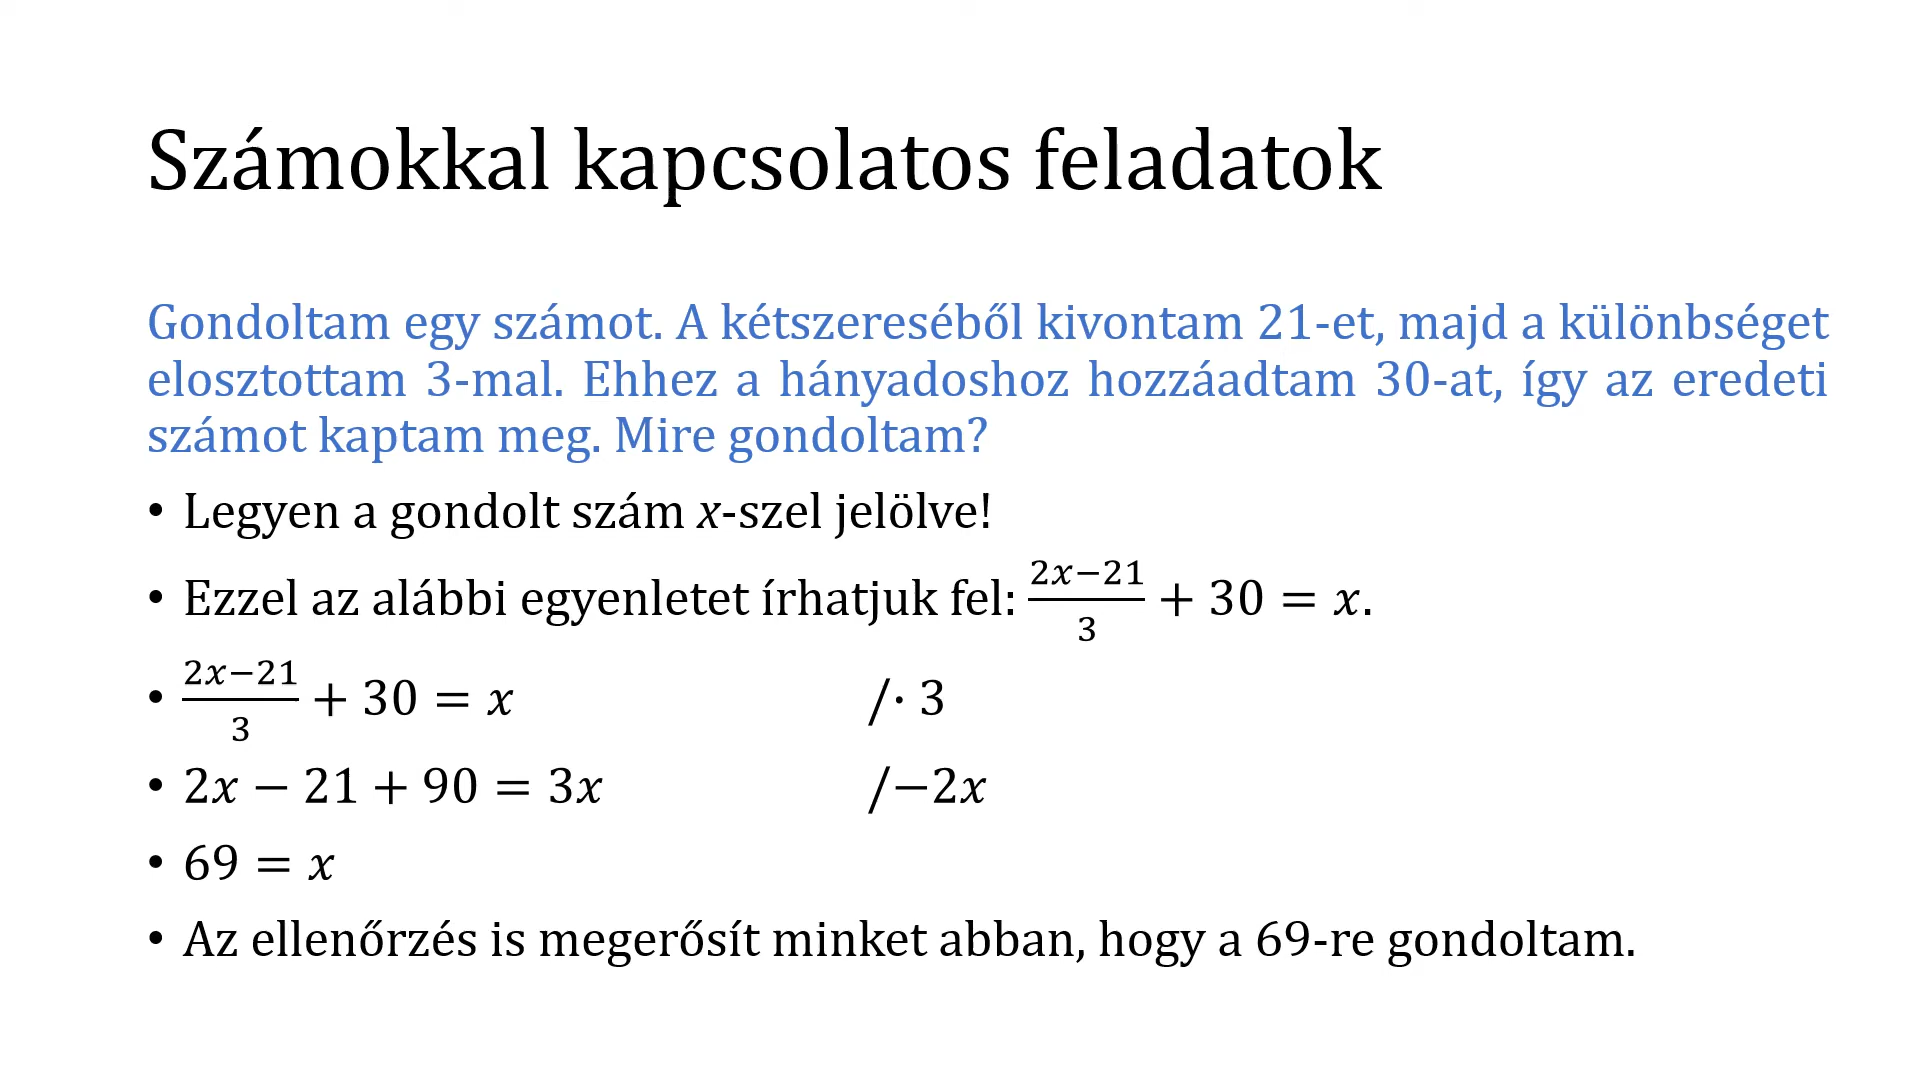 Számokkal kapcsolatos feladatok
Gondoltam egy számot. A kétszereséből kivontam 21-et, majd a különbséget
elosztottam 3-mal. Ehhez a hányadoshoz hozzáadtam 30-at, így az eredeti
számot kaptam meg. Mire gondoltam?
• Legyen a gondolt szám x-szel jelölve!
• Ezzel az alábbi egyenletet írhatjuk fel: \frac{2x−21}{3} + 30 = x.
• \frac{2x−21}{3} + 30 = x /· 3
• 2x − 21 + 90 = 3x /−2x
• 69 = x
• Az ellenőrzés is megerősít minket abban, hogy a 69-re gondoltam.